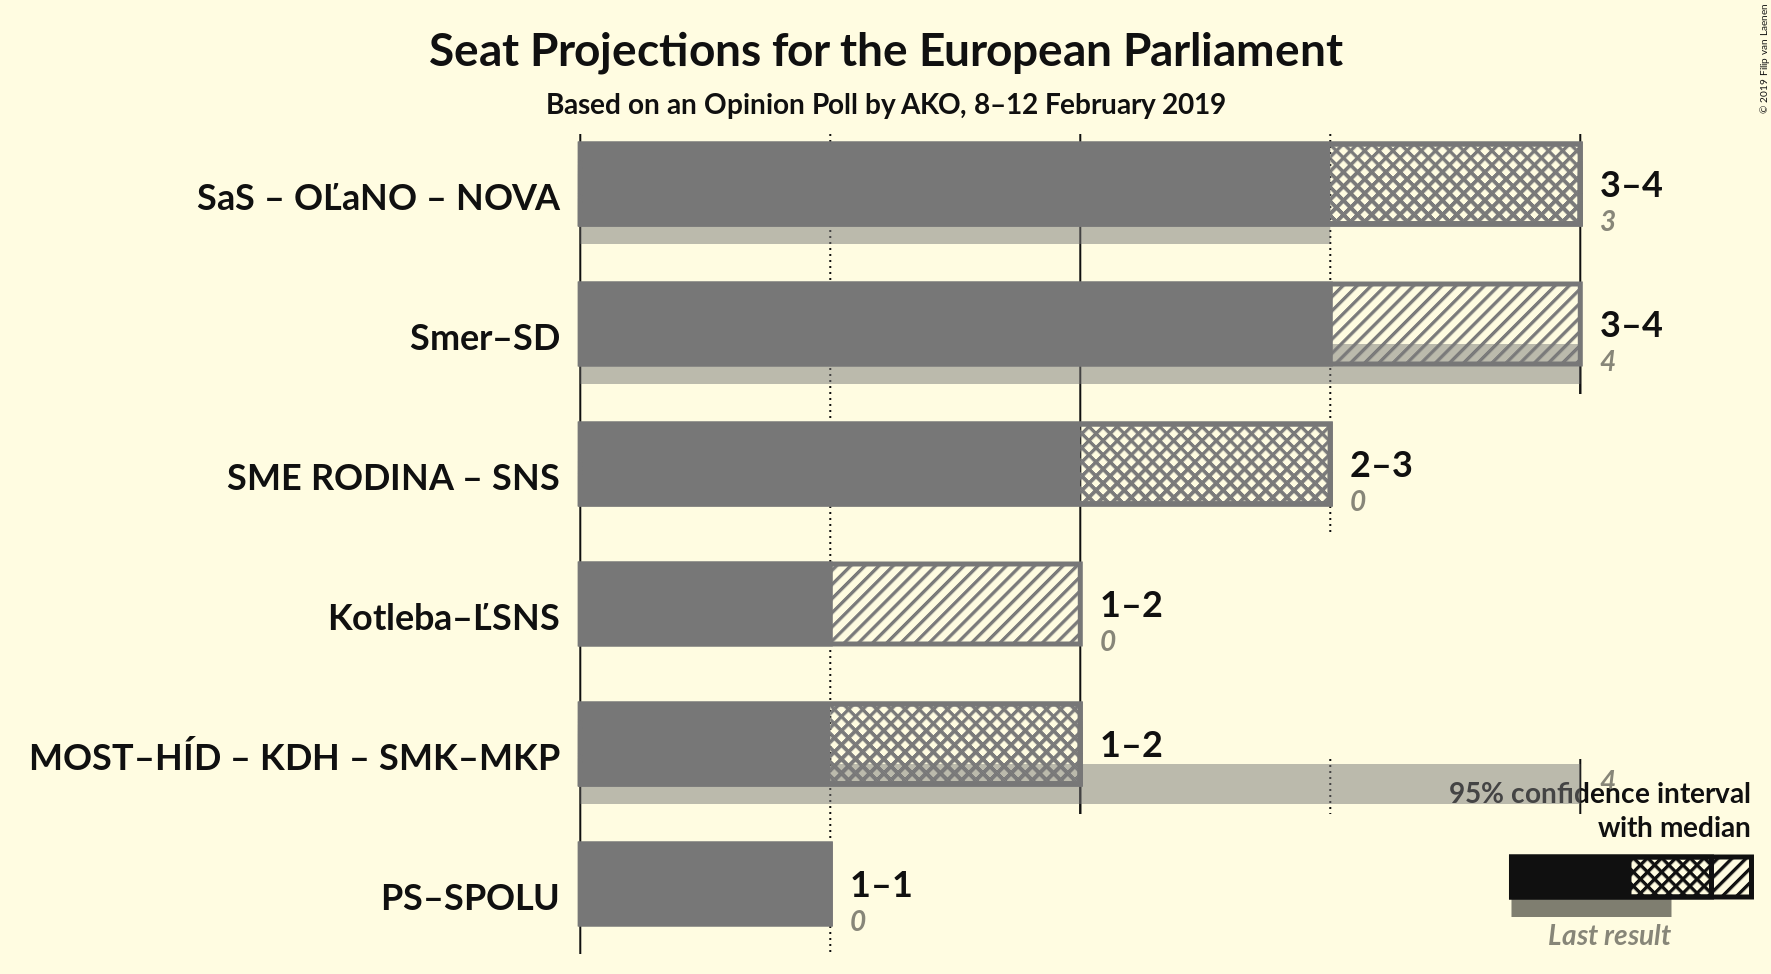 Seat Projections for the European Parliament
Based on an Opinion Poll by AKO, 8–12 February 2019
© 2019 Filip van Laenen
SaS – OĽaNO – NOVA
3–4
3
Smer–SD
3–4
4
SME RODINA – SNS
2–3
0
Kotleba–ĽSNS
1–2
0
MOST–HÍD – KDH – SMK–MKP
1–2
4
PS–SPOLU
1–1
0
95% confidence interval
with median
Last result